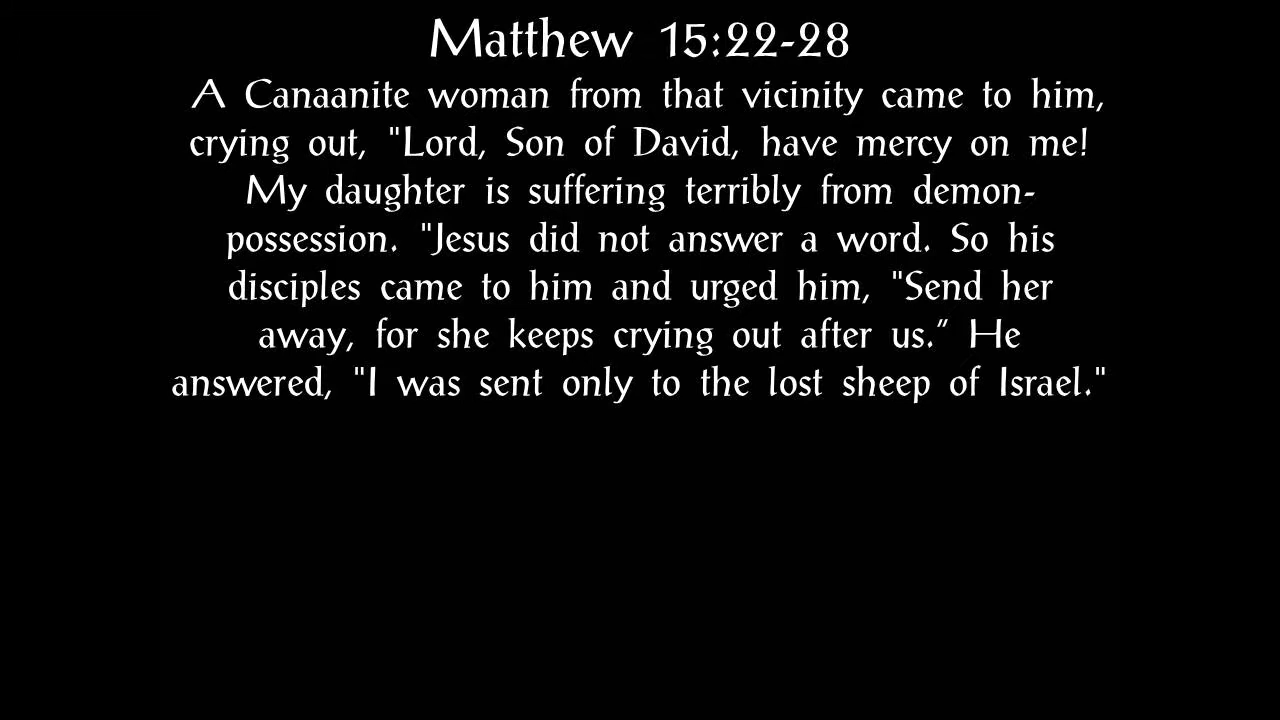 Matthew 15:22-28
A Canaanite woman from that vicinity came to him,
crying out, "Lord, Son of David, have mercy on me!
My daughter is suffering terribly from demon-
possession. "Jesus did not answer a word. So his
disciples came to him and urged him, "Send her
away, for she keeps crying out after us.” He
answered, "I was sent only to the lost sheep of Israel."